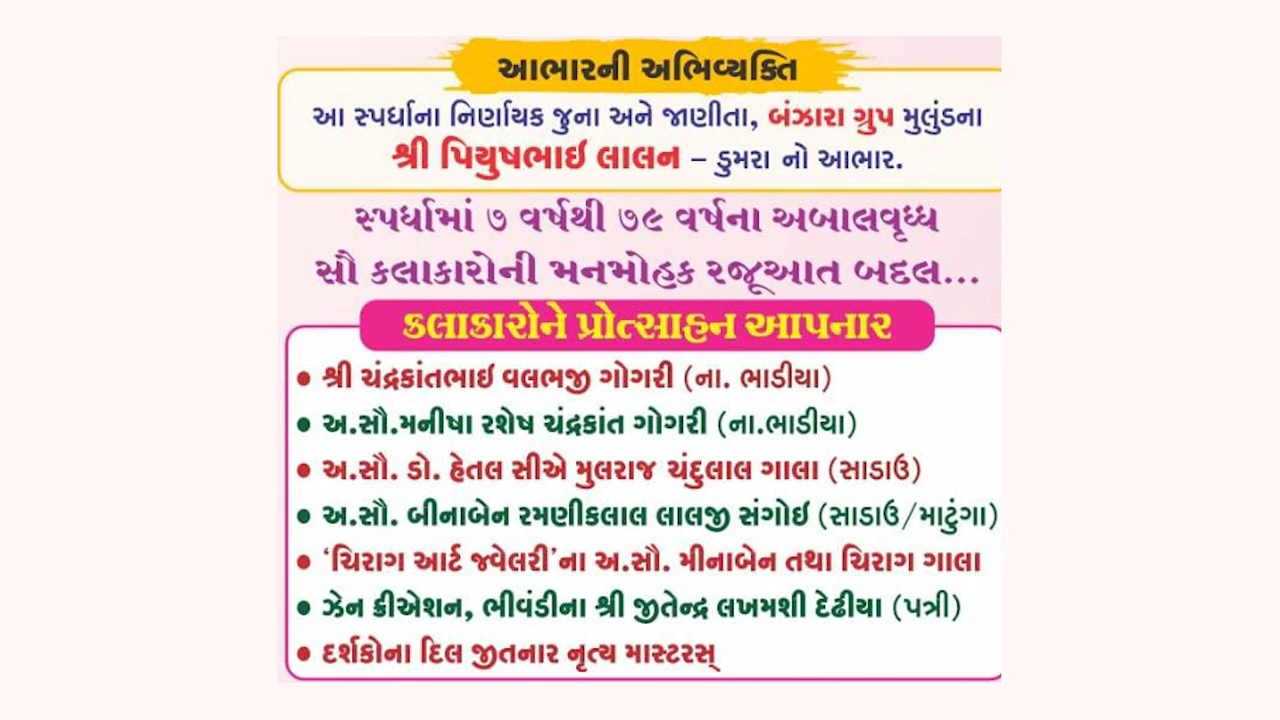 આભારની અભિવ્યક્તિ
આ સ્પર્ધાના નિર્ણાયક જુના અને જાણીતા, બંઝારા ગ્રુપ મુલુંડના
શ્રી પિયુષભાઈ લાલન – ડુમરા નો આભાર.
સ્પર્ધામાં ૭ વર્ષથી ૭૯ વર્ષના અબાલવૃધ્ધ
સૌ કલાકારોની મનમોહક રજૂઆત બદલ...
કલાકારોને પ્રોત્સાહન આપનાર
• શ્રી ચંદ્રકાંતભાઈ વલભજી ગોગરી (ના. ભાડીયા)
• અ.સૌ.મનીષા રશેષ ચંદ્રકાંત ગોગરી (ના.ભાડીયા)
• અ.સૌ. ડો. હેતલ સીએ મુલરાજ ચંદુલાલ ગાલા (સાડાઉ)
• અ.સૌ. બીનાબેન રમણીકલાલ લાલજી સંગોઈ (સાડાઉ/માટુંગા)
• ‘ચિરાગ આર્ટ જ્વેલરી’ના અ.સૌ. મીનાબેન તથા ચિરાગ ગાલા
• ઝેન ક્રીએશન, ભીવંડીના શ્રી જીતેન્દ્ર લખમશી દેઢીયા (પત્રી)
• દર્શકોના દિલ જીતનાર નૃત્ય માસ્ટરસ્